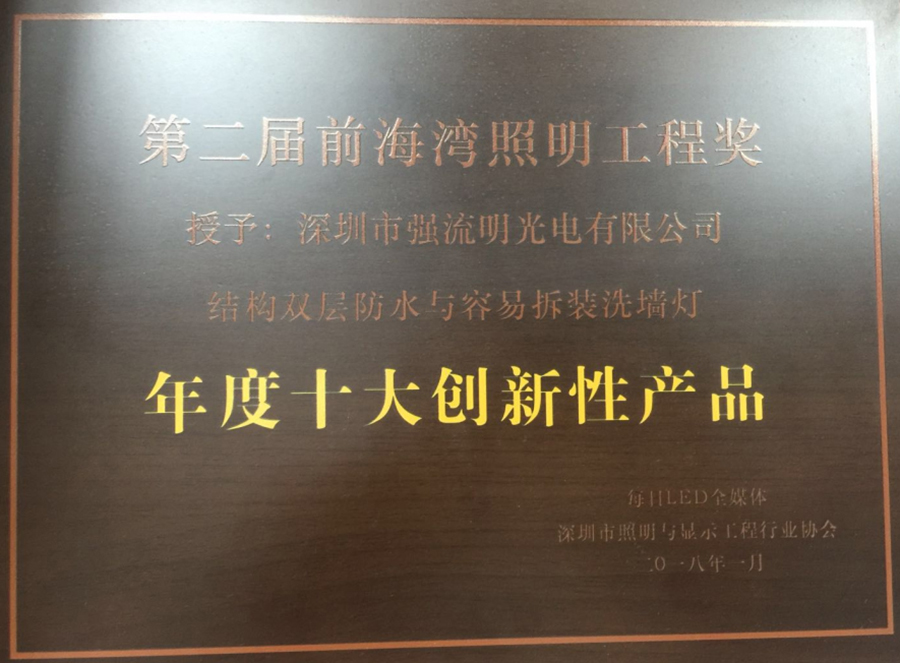 第二届前海湾照明工程奖
授予：深圳市强流明光电有限公司
结构双层防水与容易拆装洗墙灯
年度十大创新性产品
每日LED全媒体
深圳市照明与显示工程行业协会
二〇一八年一月